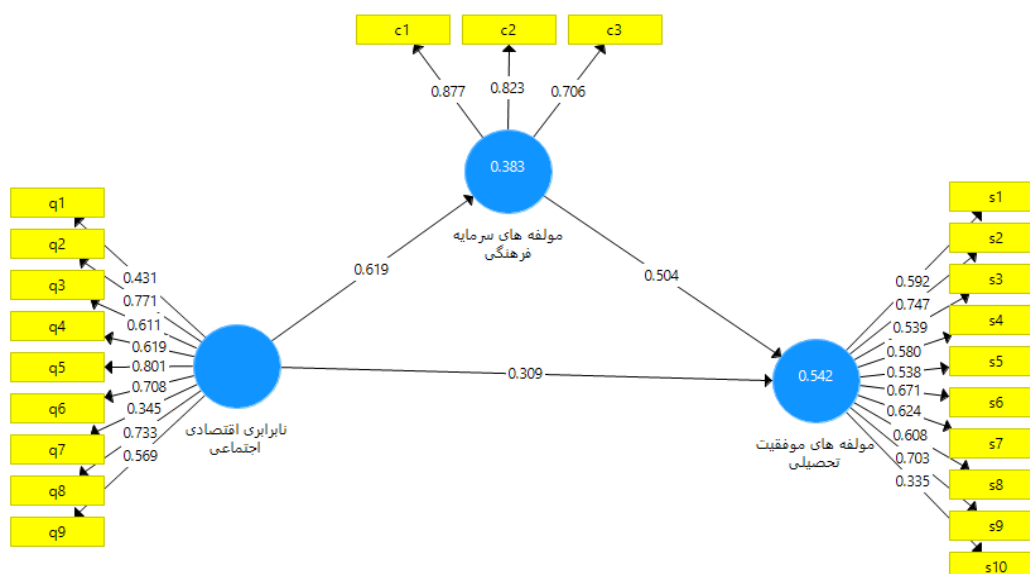 c1
c2
c3
0.877
0.823
0.706
0.383
مولفه های سرمایه
فرهنگی
0.619
0.504
0.309
q1
q2
q3
q4
q5
q6
q7
q8
q9
0.431
0.771
0.611
0.619
0.801
0.708
0.345
0.733
0.569
نابرابری اقتصادی
اجتماعی
0.542
مولفه های موفقیت
تحصیلی
0.592
0.747
0.539
0.580
0.538
0.671
0.624
0.608
0.703
0.335
s1
s2
s3
s4
s5
s6
s7
s8
s9
s10